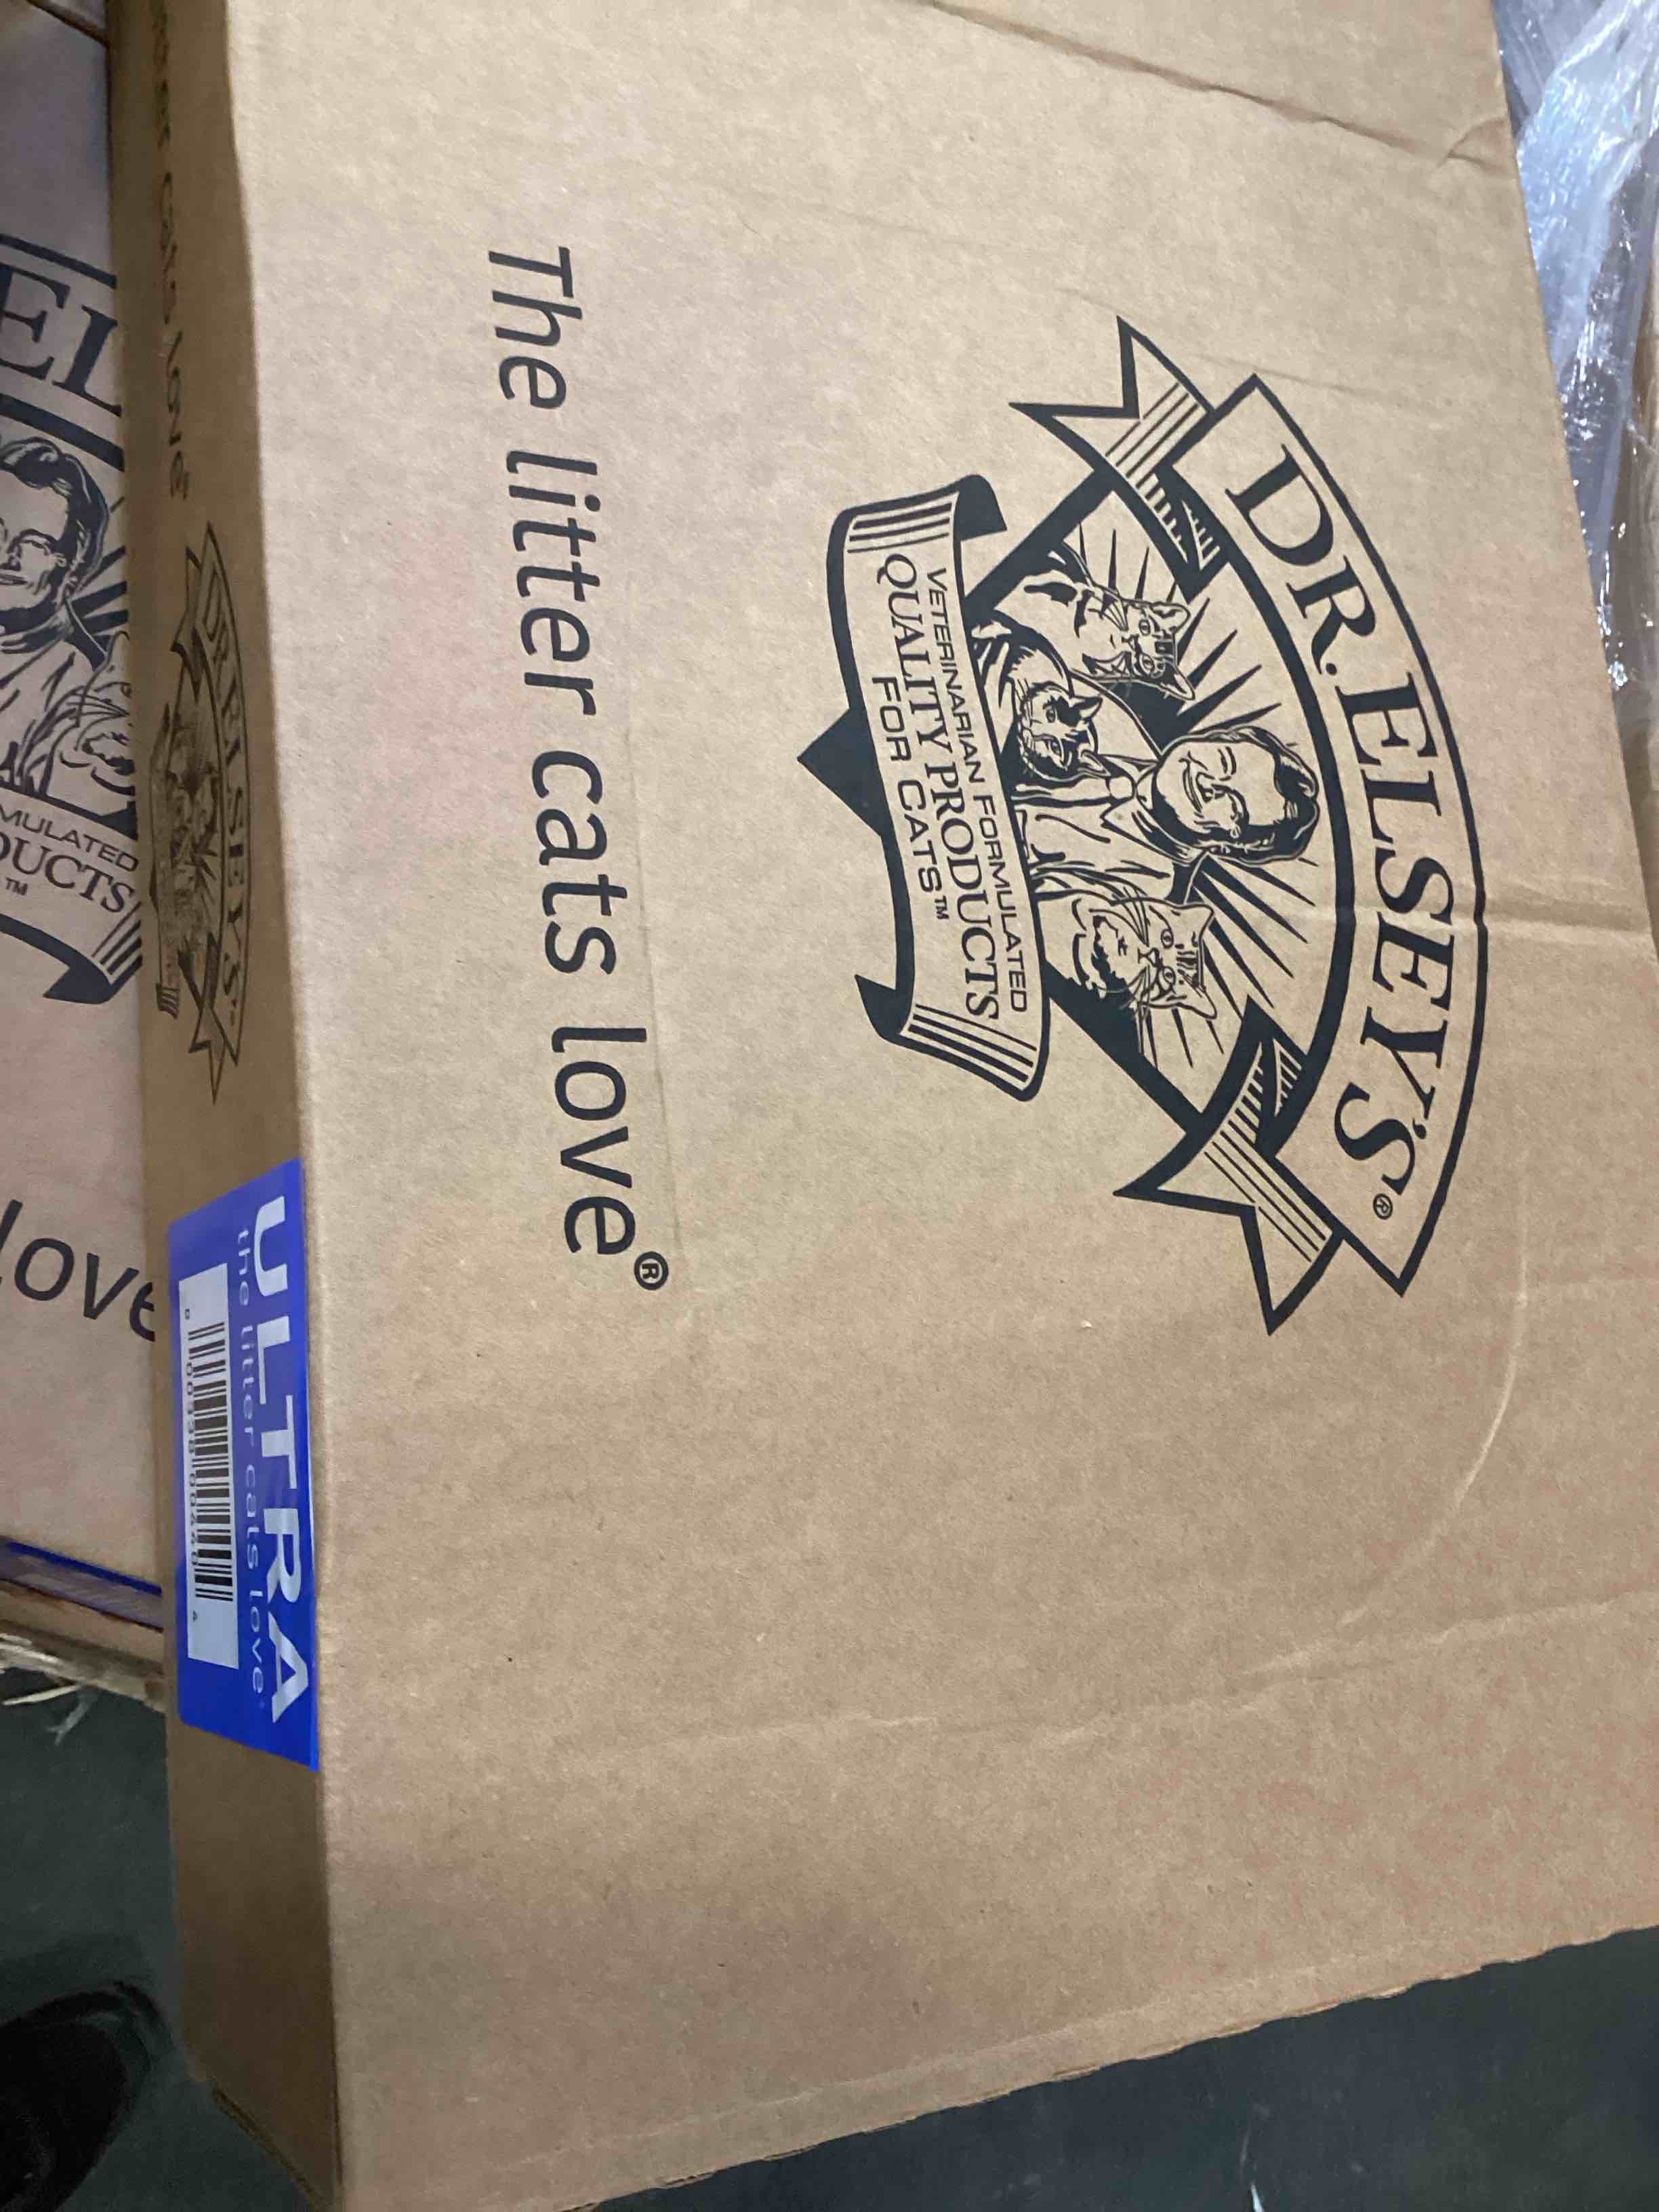 DR. ELSEY'S®
VETERINARIAN FORMULATED
QUALITY PRODUCTS
FOR CATS™
The litter cats love®
DR. ELSEY'S
ULTRA
the litter cats love
EL
MULATED
DUCTS
™
love